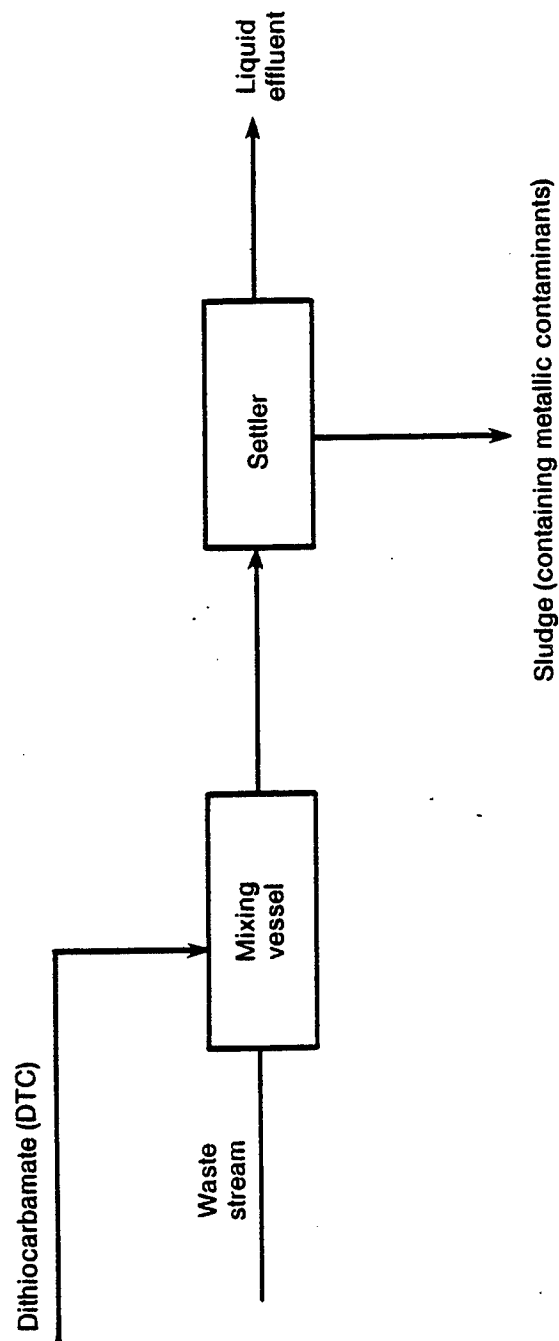 Dithiocarbamate (DTC)
Waste
stream
Mixing
vessel
Settler
Liquid
effluent
Sludge (containing metallic contaminants)